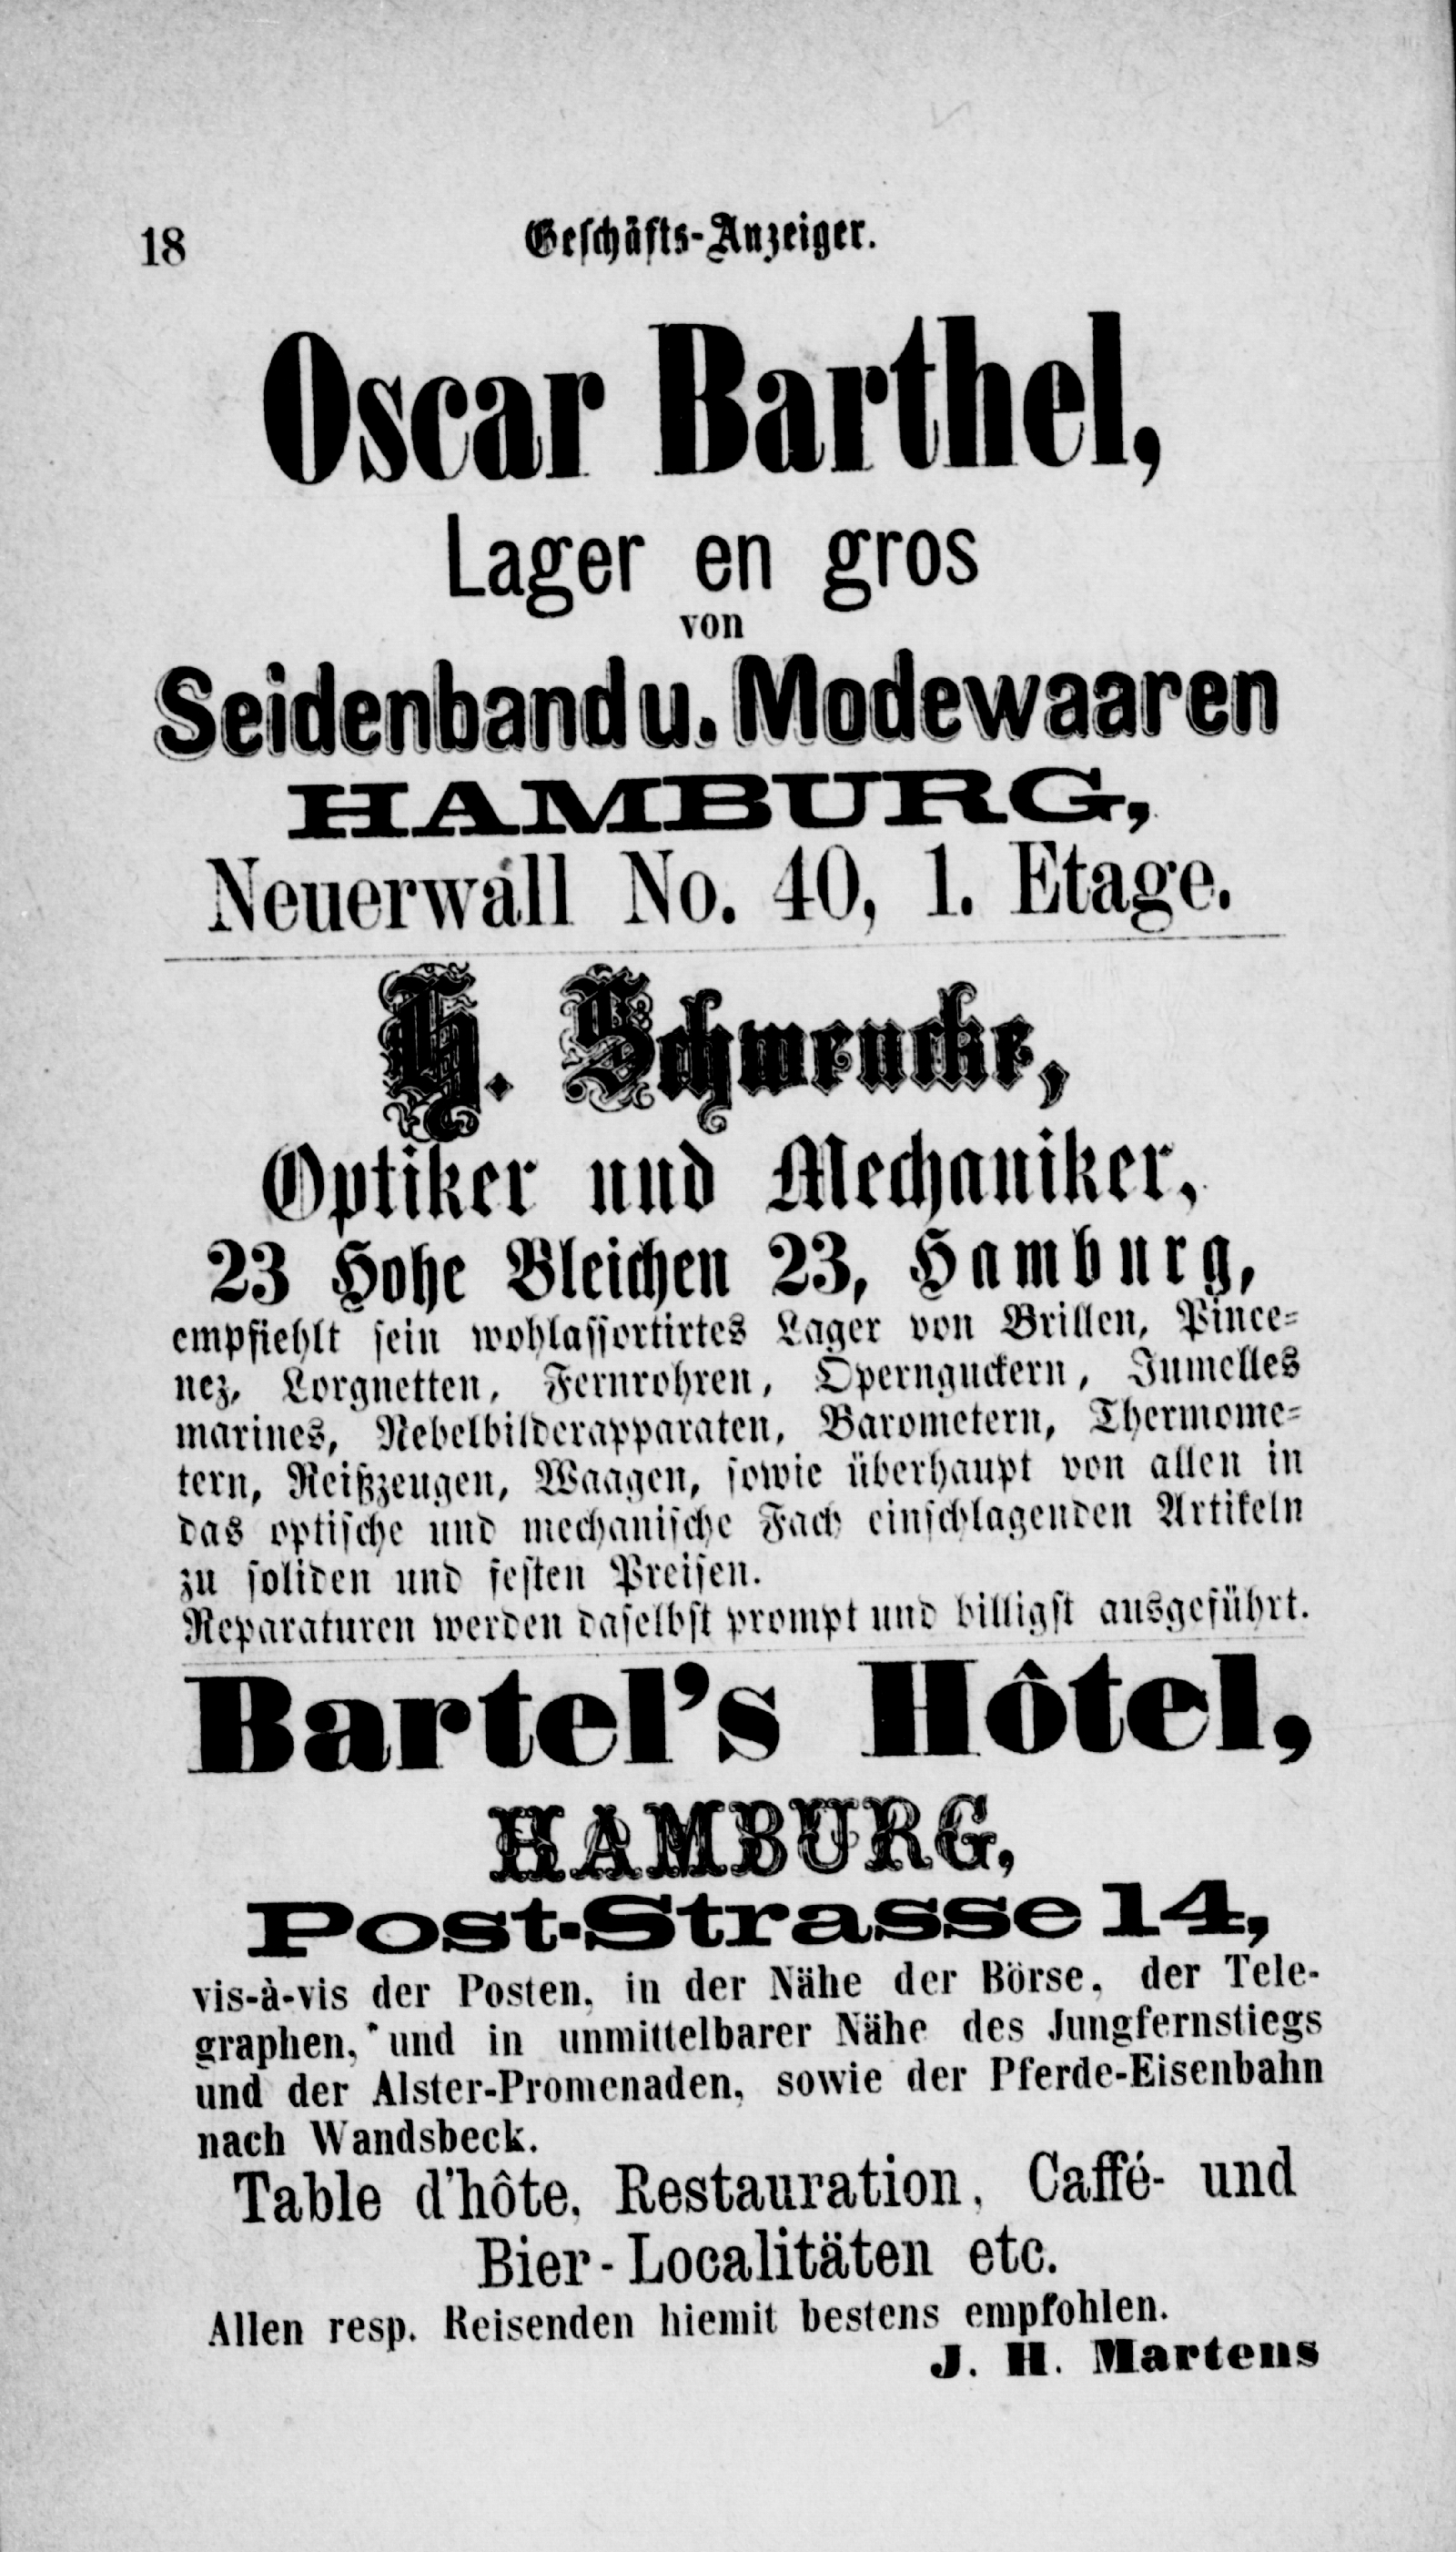 18
Geschäfts-Anzeiger.
Oscar Barthel,
Lager en gros
von
Seidenband u. Modewaaren
HAMBURG,
Neuerwall No. 40, 1. Etage.
H. Schwencke,
Optiker und Mechaniker,
23 Hohe Bleichen 23, Hamburg,
empfiehlt sein wohlassortirtes Lager von Brillen, Pince-
nez, Lorgnetten, Fernrohren, Opernguckern, Jumelles
marines, Nebelbilderapparaten, Barometern, Thermome-
tern, Reißzeugen, Waagen, sowie überhaupt von allen in
das optische und mechanische Fach einschlagenden Artikeln
zu soliden und festen Preisen.
Reparaturen werden daselbst prompt und billigst ausgeführt.
Bartel's Hôtel,
HAMBURG,
Post-Strasse 14,
vis-à-vis der Posten, in der Nähe der Börse, der Tele-
graphen, und in unmittelbarer Nähe des Jungfernstiegs
und der Alster-Promenaden, sowie der Pferde-Eisenbahn
nach Wandsbeck.
Table d'hôte, Restauration, Caffé- und
Bier-Localitäten etc.
Allen resp. Reisenden hiemit bestens empfohlen.
J. H. Martens